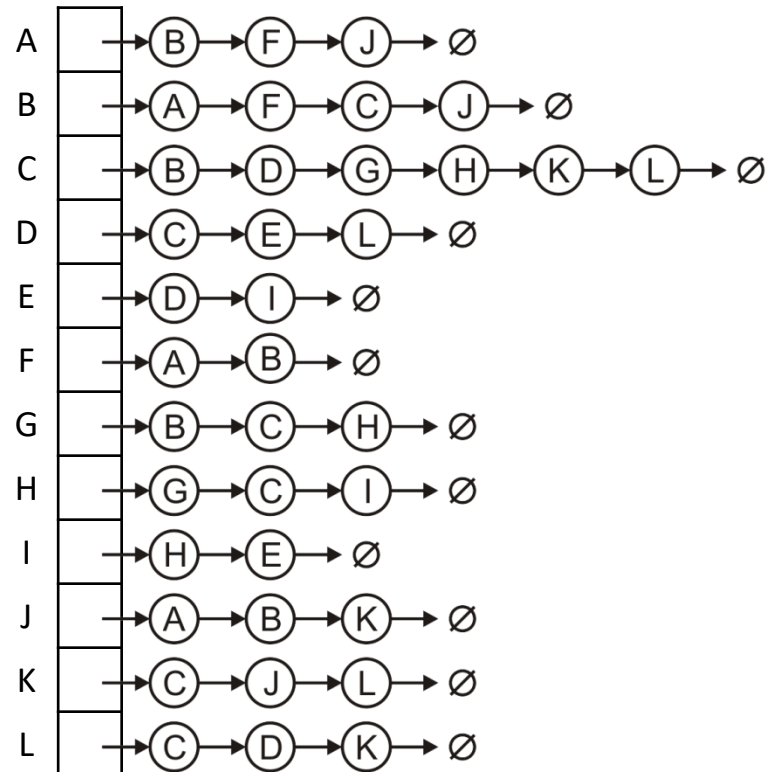 A B F J ∅
B A F C J ∅
C B D G H K L ∅
D C E L ∅
E D I ∅
F A B ∅
G B C H ∅
H G C I ∅
I H E ∅
J A B K ∅
K C J L ∅
L C D K ∅